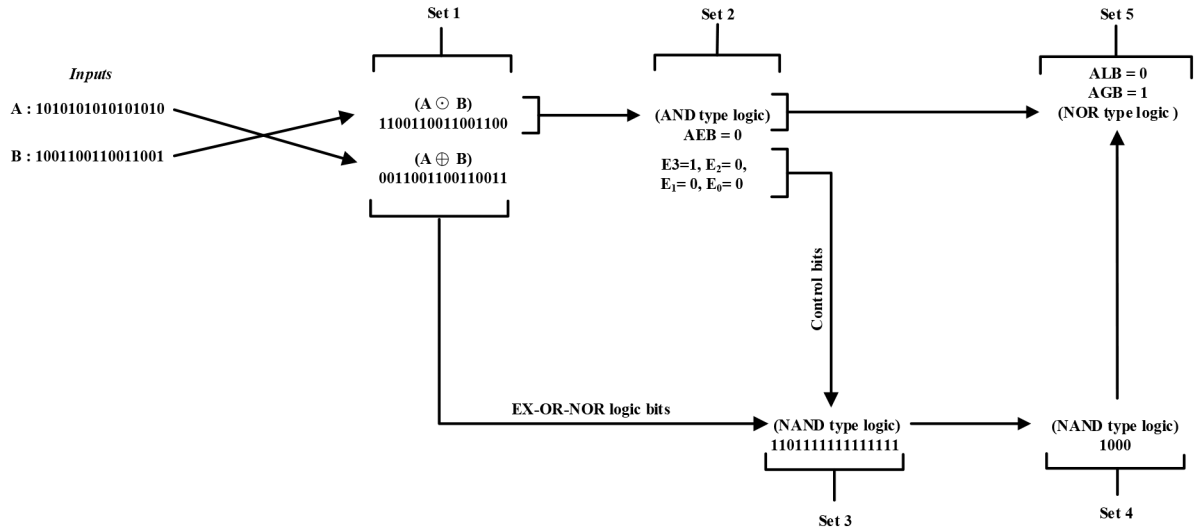 Set 1
Set 2
Set 5
Inputs
A : 1010101010101010
B : 1001100110011001
(A ⊙ B)
1100110011001100
(A ⊕ B)
0011001100110011
(AND type logic)
AEB = 0
E3=1, E₂= 0,
E₁= 0, E₀= 0
ALB = 0
AGB = 1
(NOR type logic )
Control bits
EX-OR-NOR logic bits
(NAND type logic)
1101111111111111
(NAND type logic)
1000
Set 3
Set 4